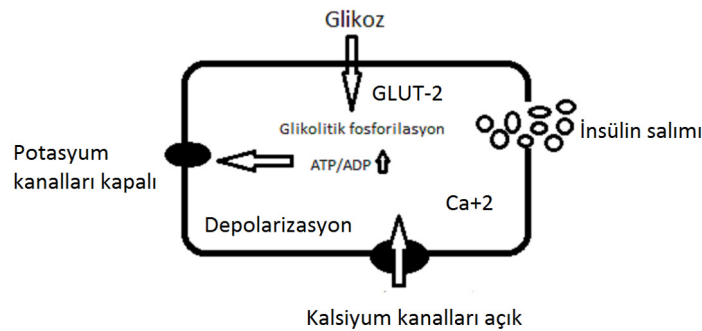 Glikoz
GLUT-2
Glikolitik fosforilasyon
İnsülin salımı
Potasyum
kanalları kapalı
ATP/ADP
Ca+2
Depolarizasyon
Kalsiyum kanalları açık